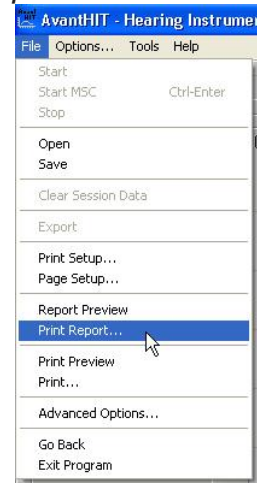 AvantHIT - Hearing Instrume
File Options... Tools Help
Start
Start MSC Ctrl-Enter
Stop
Open
Save
Clear Session Data
Export
Print Setup...
Page Setup...
Report Preview
Print Report...
Print Preview
Print...
Advanced Options...
Go Back
Exit Program